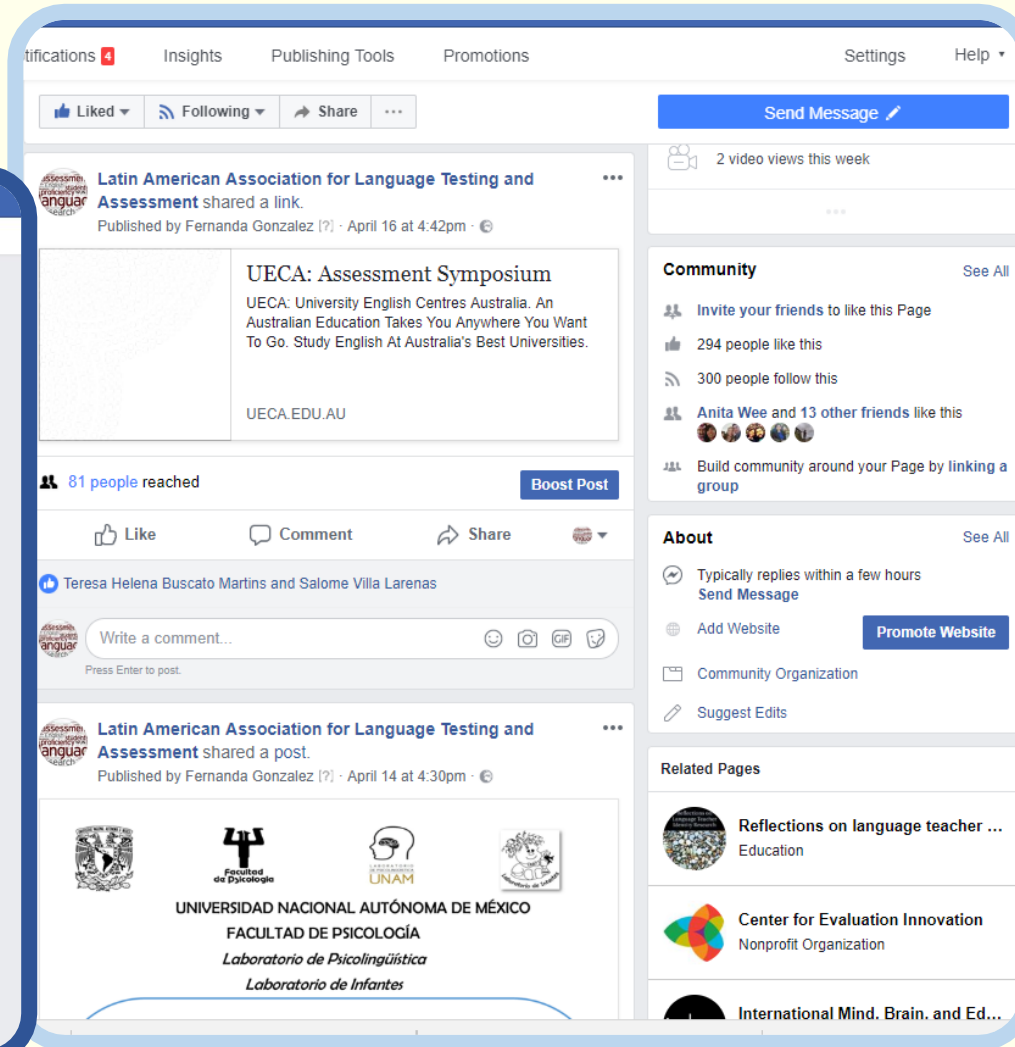 tifications 4 Insights Publishing Tools Promotions Settings Help
Liked Following Share ... Send Message
Latin American Association for Language Testing and
Assessment shared a link.
Published by Fernanda Gonzalez [?] · April 16 at 4:42pm ·
UECA: Assessment Symposium
UECA: University English Centres Australia. An
Australian Education Takes You Anywhere You Want
To Go. Study English At Australia's Best Universities.
UECA.EDU.AU
81 people reached
Boost Post
Like Comment Share
Teresa Helena Buscato Martins and Salome Villa Larenas
Write a comment...
GIF
Press Enter to post.
Latin American Association for Language Testing and
Assessment shared a post.
Published by Fernanda Gonzalez [?] · April 14 at 4:30pm ·
Facultad
de Psicología
UNAM
Laboratorio de Infantes
UNIVERSIDAD NACIONAL AUTÓNOMA DE MÉXICO
FACULTAD DE PSICOLOGÍA
Laboratorio de Psicolingüística
Laboratorio de Infantes
2 video views this week
...
Community See All
Invite your friends to like this Page
294 people like this
300 people follow this
Anita Wee and 13 other friends like this
Build community around your Page by linking a
group
About See All
Typically replies within a few hours
Send Message
Add Website
Promote Website
Community Organization
Suggest Edits
Related Pages
Reflections on language teacher ...
Education
Center for Evaluation Innovation
Nonprofit Organization
International Mind, Brain, and Ed...